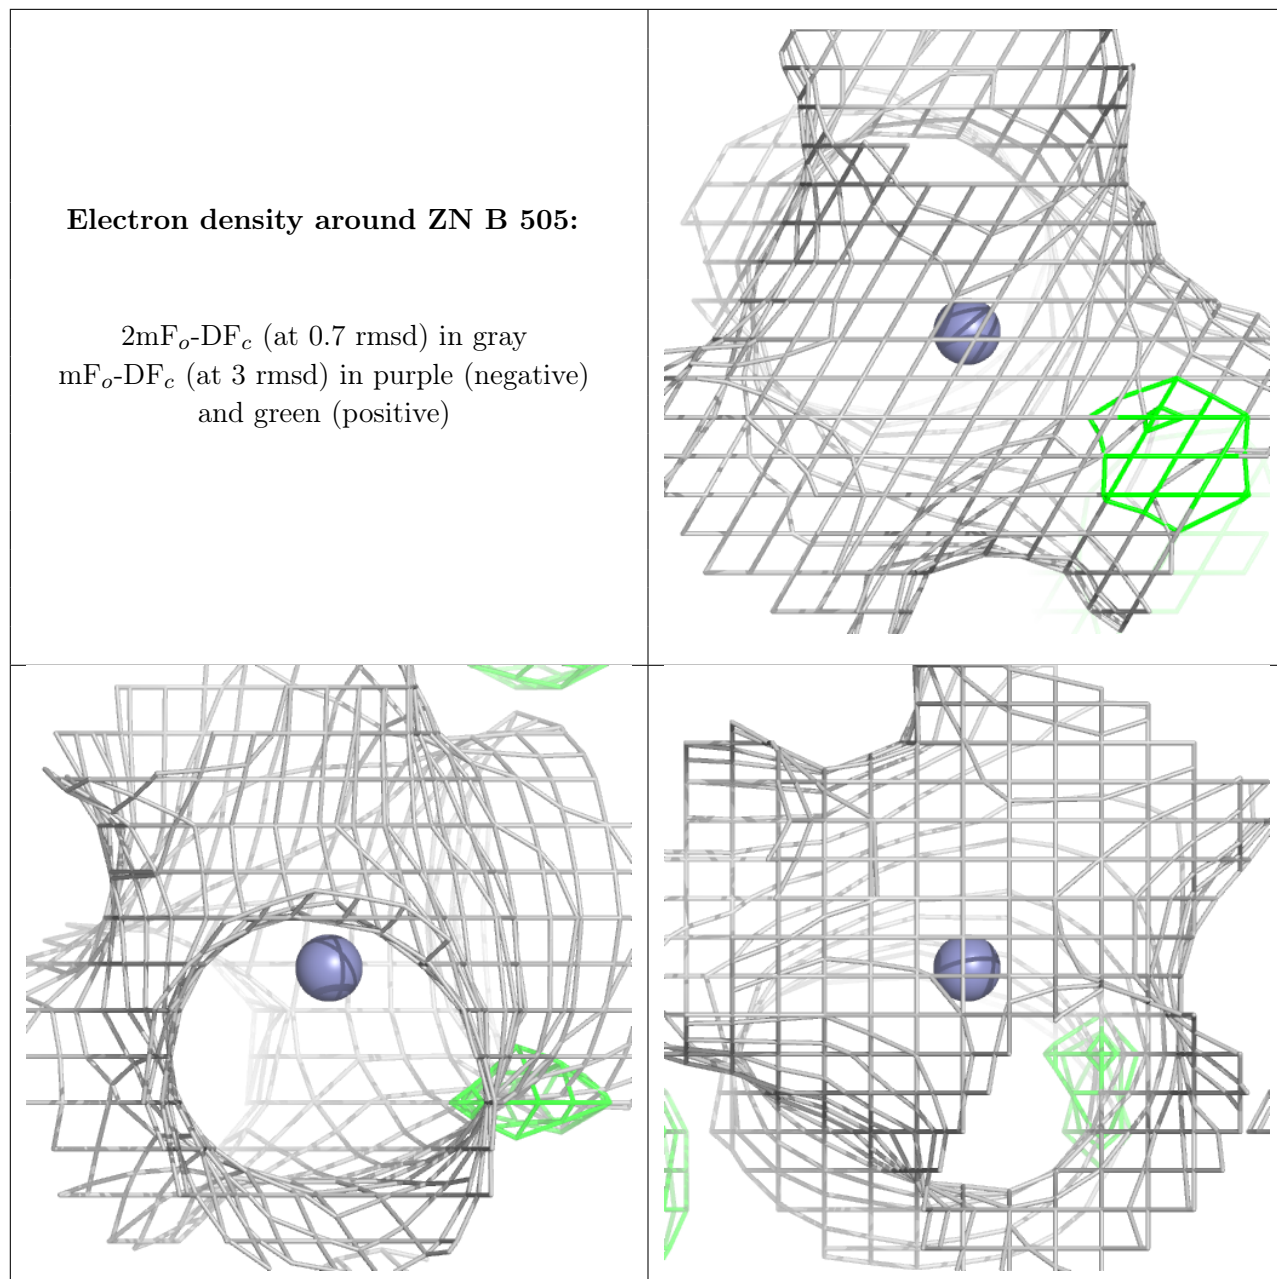 Electron density around ZN B 505:
2mFo-DFc (at 0.7 rmsd) in gray
mFo-DFc (at 3 rmsd) in purple (negative)
and green (positive)